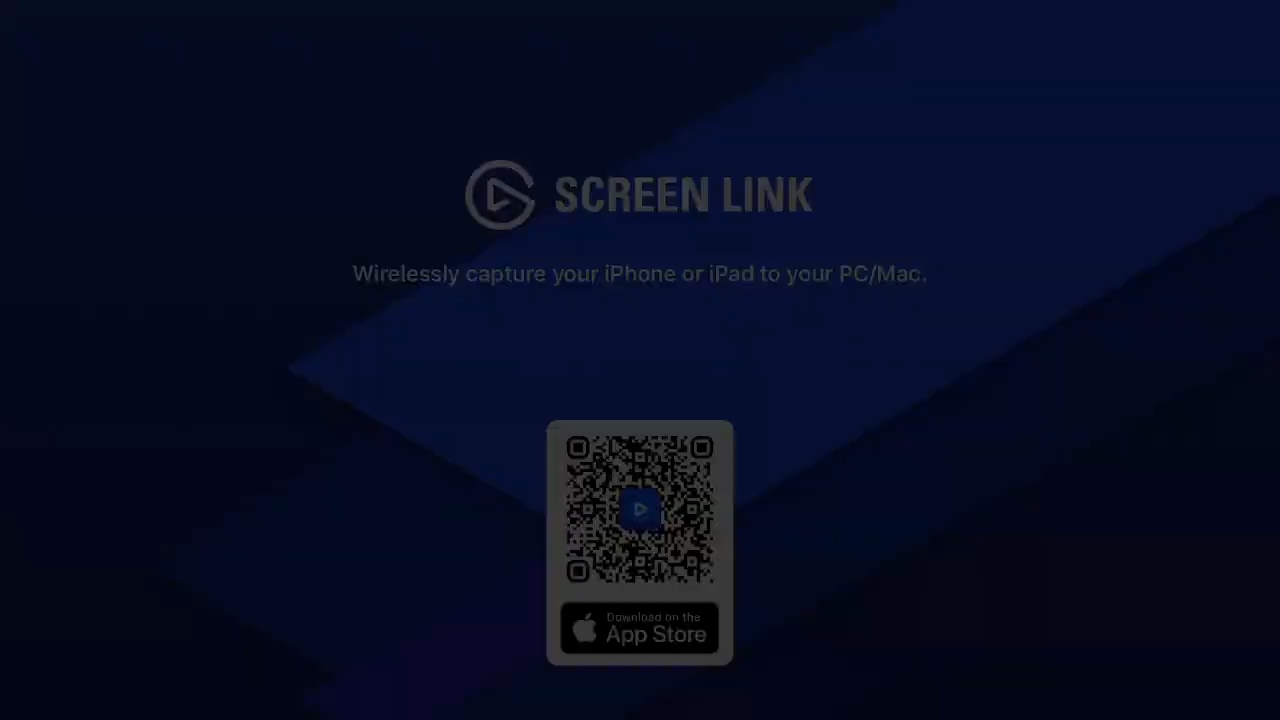 SCREEN LINK
Wirelessly capture your iPhone or iPad to your PC/Mac.
Download on the
App Store